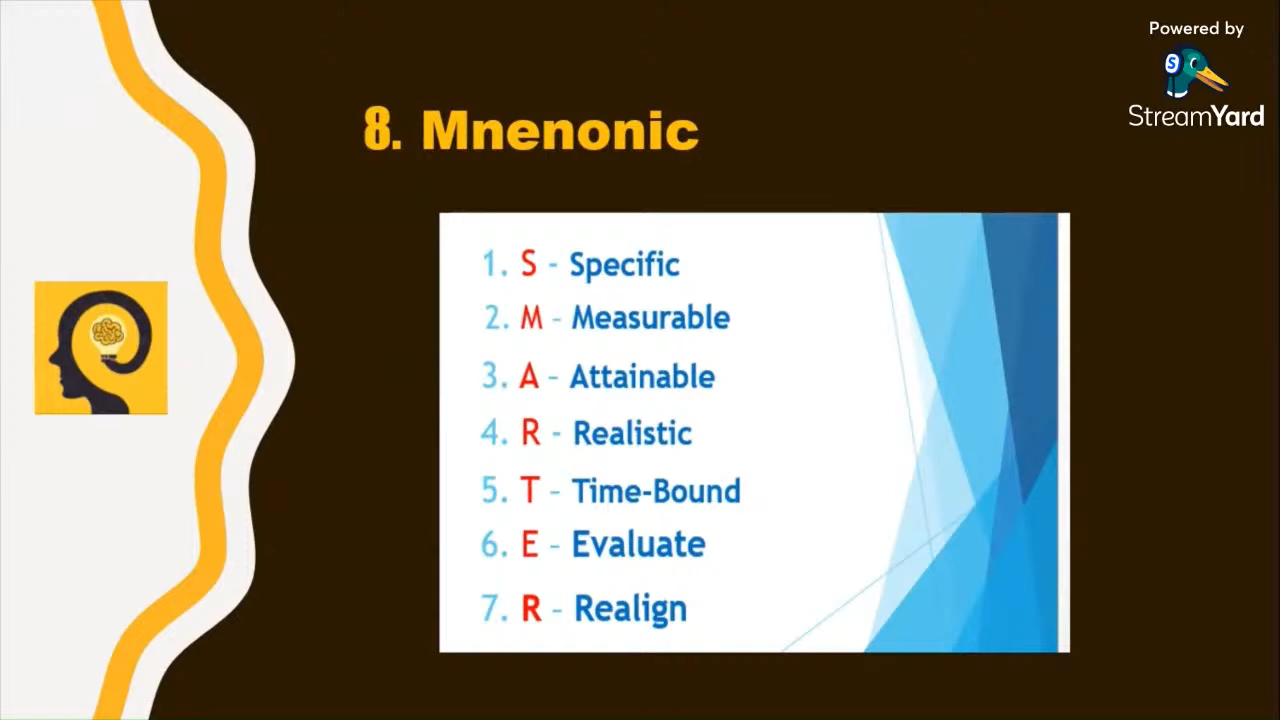 Powered by
StreamYard
8. Mnenonic
1. S - Specific
2. M – Measurable
3. A – Attainable
4. R - Realistic
5. T – Time-Bound
6. E – Evaluate
7. R – Realign